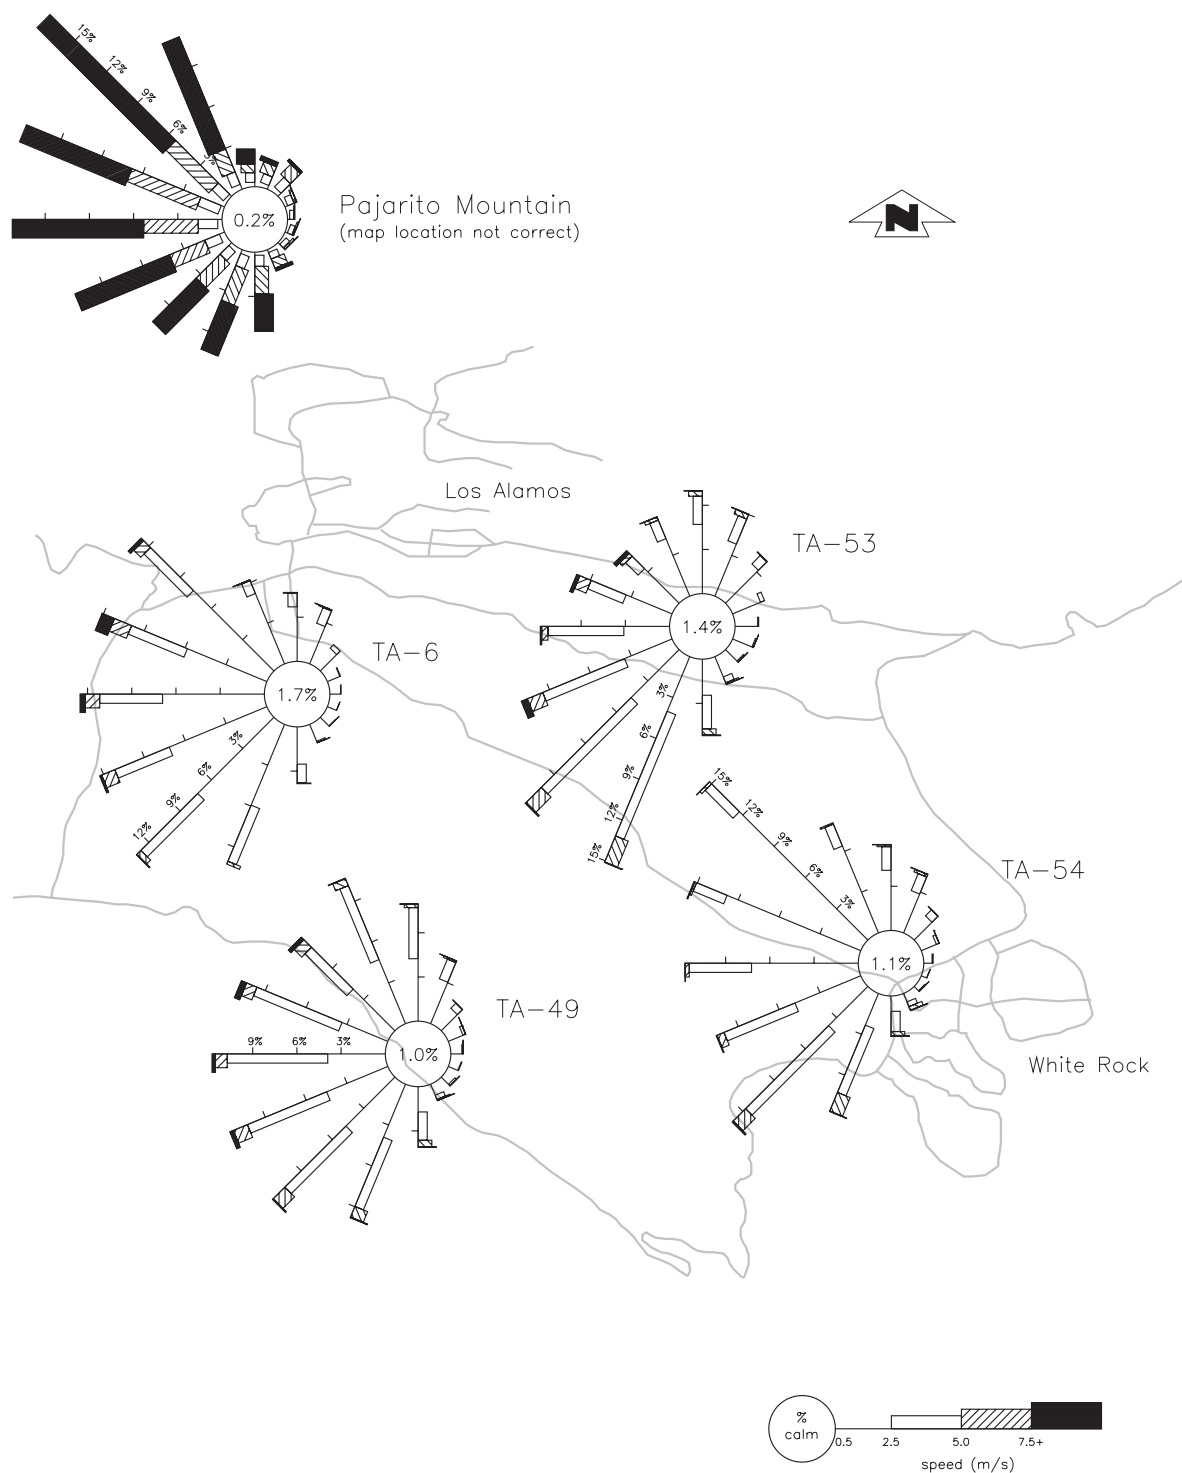 15%
12%
9%
6%
3%
0.2%
Pajarito Mountain
(map location not correct)
N
Los Alamos
TA-53
1.4%
3%
6%
9%
12%
15%
TA-6
1.7%
3%
6%
9%
12%
15%
12%
9%
6%
3%
TA-54
1.1%
TA-49
9%
6%
3%
1.0%
White Rock
%
calm
0.5
2.5
5.0
7.5+
speed (m/s)